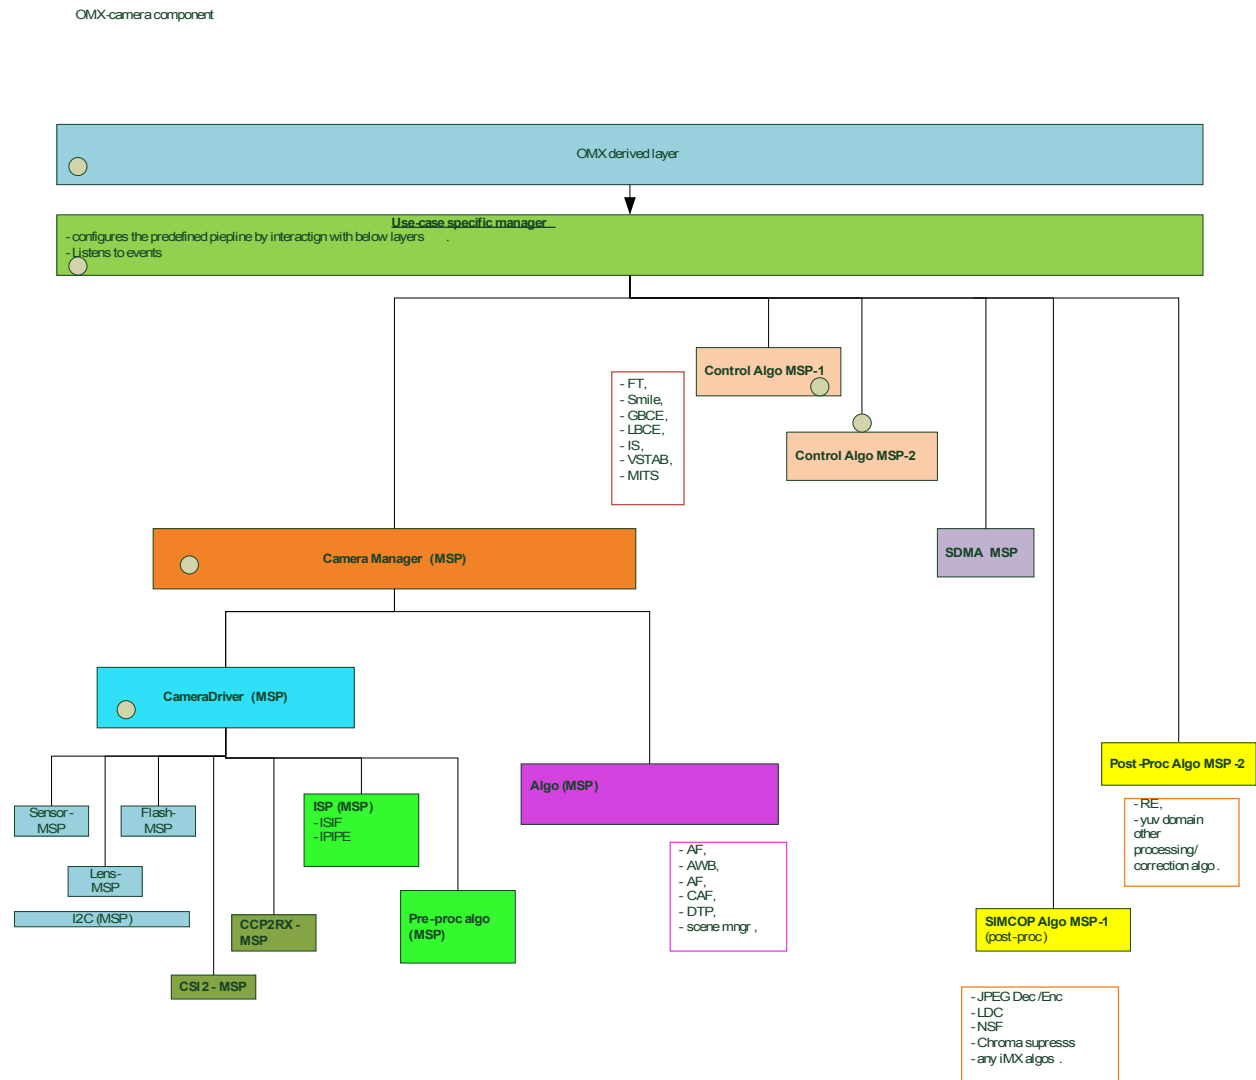 OMX-camera component
OMX derived layer
Use-case specific manager
- configures the predefined piepline by interactign with below layers .
- Listens to events
Control Algo MSP-1
- FT,
- Smile,
- GBCE,
- LBCE,
- IS,
- VSTAB,
- MITS
Control Algo MSP-2
Camera Manager (MSP)
SDMA MSP
CameraDriver (MSP)
Post-Proc Algo MSP-2
Algo (MSP)
ISP (MSP)
- ISIF
- IPIPE
Sensor-
MSP
Flash-
MSP
- RE,
- yuv domain
other
processing/
correction algo.
- AF,
- AWB,
- AF,
- CAF,
- DTP,
- scene mngr ,
Lens-
MSP
I2C (MSP)
CCP2RX -
MSP
Pre-proc algo
(MSP)
SIMCOP Algo MSP-1
(post-proc)
CSI2 - MSP
- JPEG Dec/Enc
- LDC
- NSF
- Chroma supresss
- any iMX algos .